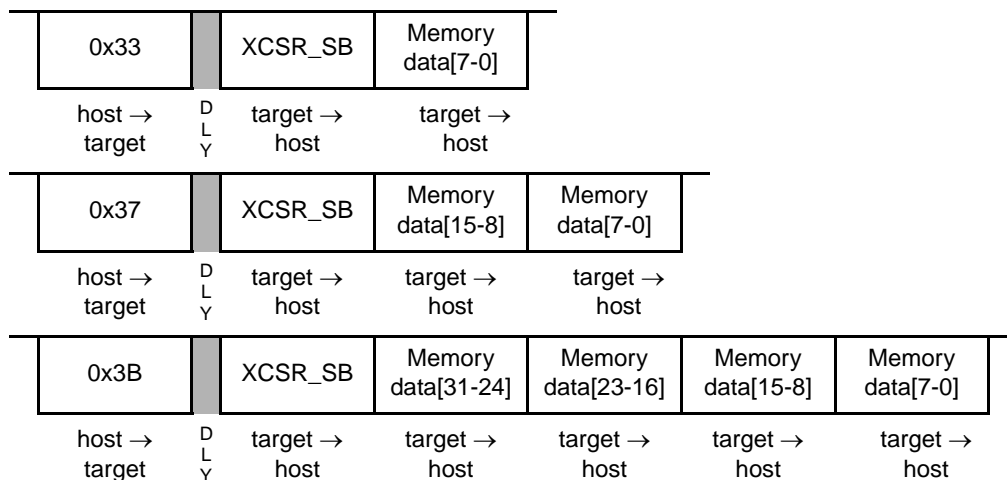 0x33 XCSR_SB Memory
data[7-0]
host → D target → target →
target L host host
Y
0x37 XCSR_SB Memory Memory
data[15-8] data[7-0]
host → D target → target → target →
target L host host host
Y
0x3B XCSR_SB Memory Memory Memory Memory
data[31-24] data[23-16] data[15-8] data[7-0]
host → D target → target → target → target → target →
target L host host host host host
Y